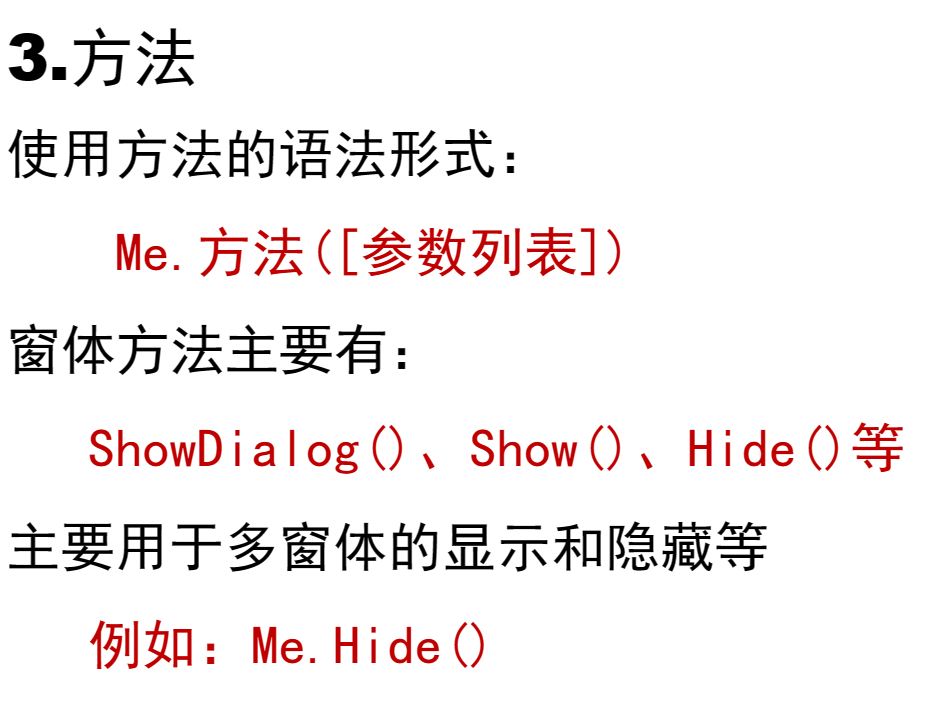 3.方法
使用方法的语法形式：
Me.方法([参数列表])
窗体方法主要有：
ShowDialog()、Show()、Hide()等
主要用于多窗体的显示和隐藏等
例如：Me.Hide()